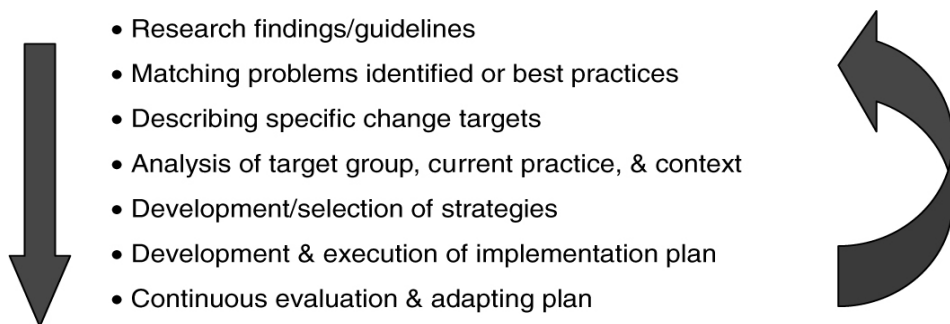 • Research findings/guidelines
• Matching problems identified or best practices
• Describing specific change targets
• Analysis of target group, current practice, & context
• Development/selection of strategies
• Development & execution of implementation plan
• Continuous evaluation & adapting plan